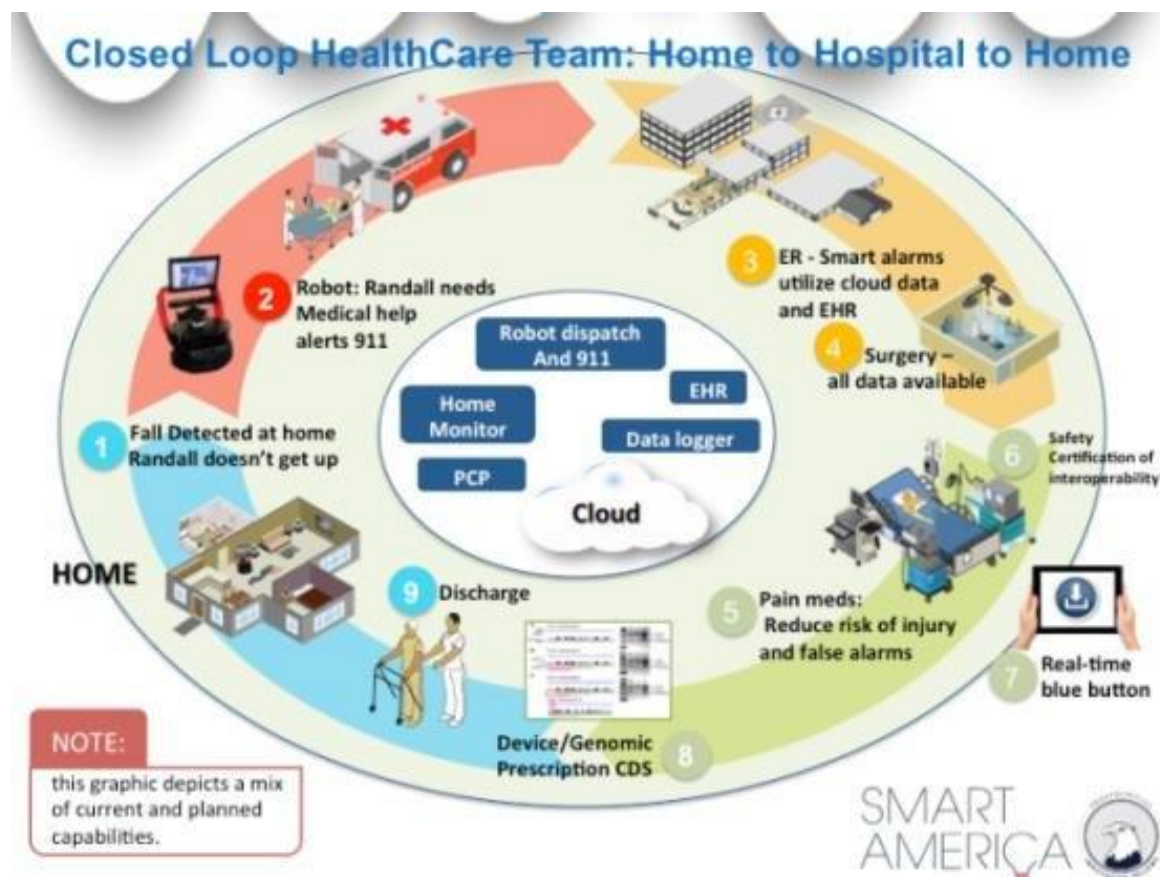 Closed Loop HealthCare Team: Home to Hospital to Home
1
Fall Detected at home
Randall doesn't get up
2
Robot: Randall needs
Medical help
alerts 911
3
ER - Smart alarms
utilize cloud data
and EHR
4
Surgery –
all data available
Robot dispatch
And 911
EHR
Home
Monitor
Data logger
PCP
Cloud
6
Safety
Certification of
interoperability
5
Pain meds:
Reduce risk of injury
and false alarms
7
Real-time
blue button
8
Device/Genomic
Prescription CDS
9
Discharge
HOME
NOTE:
this graphic depicts a mix
of current and planned
capabilities.
SMART
AMERICA